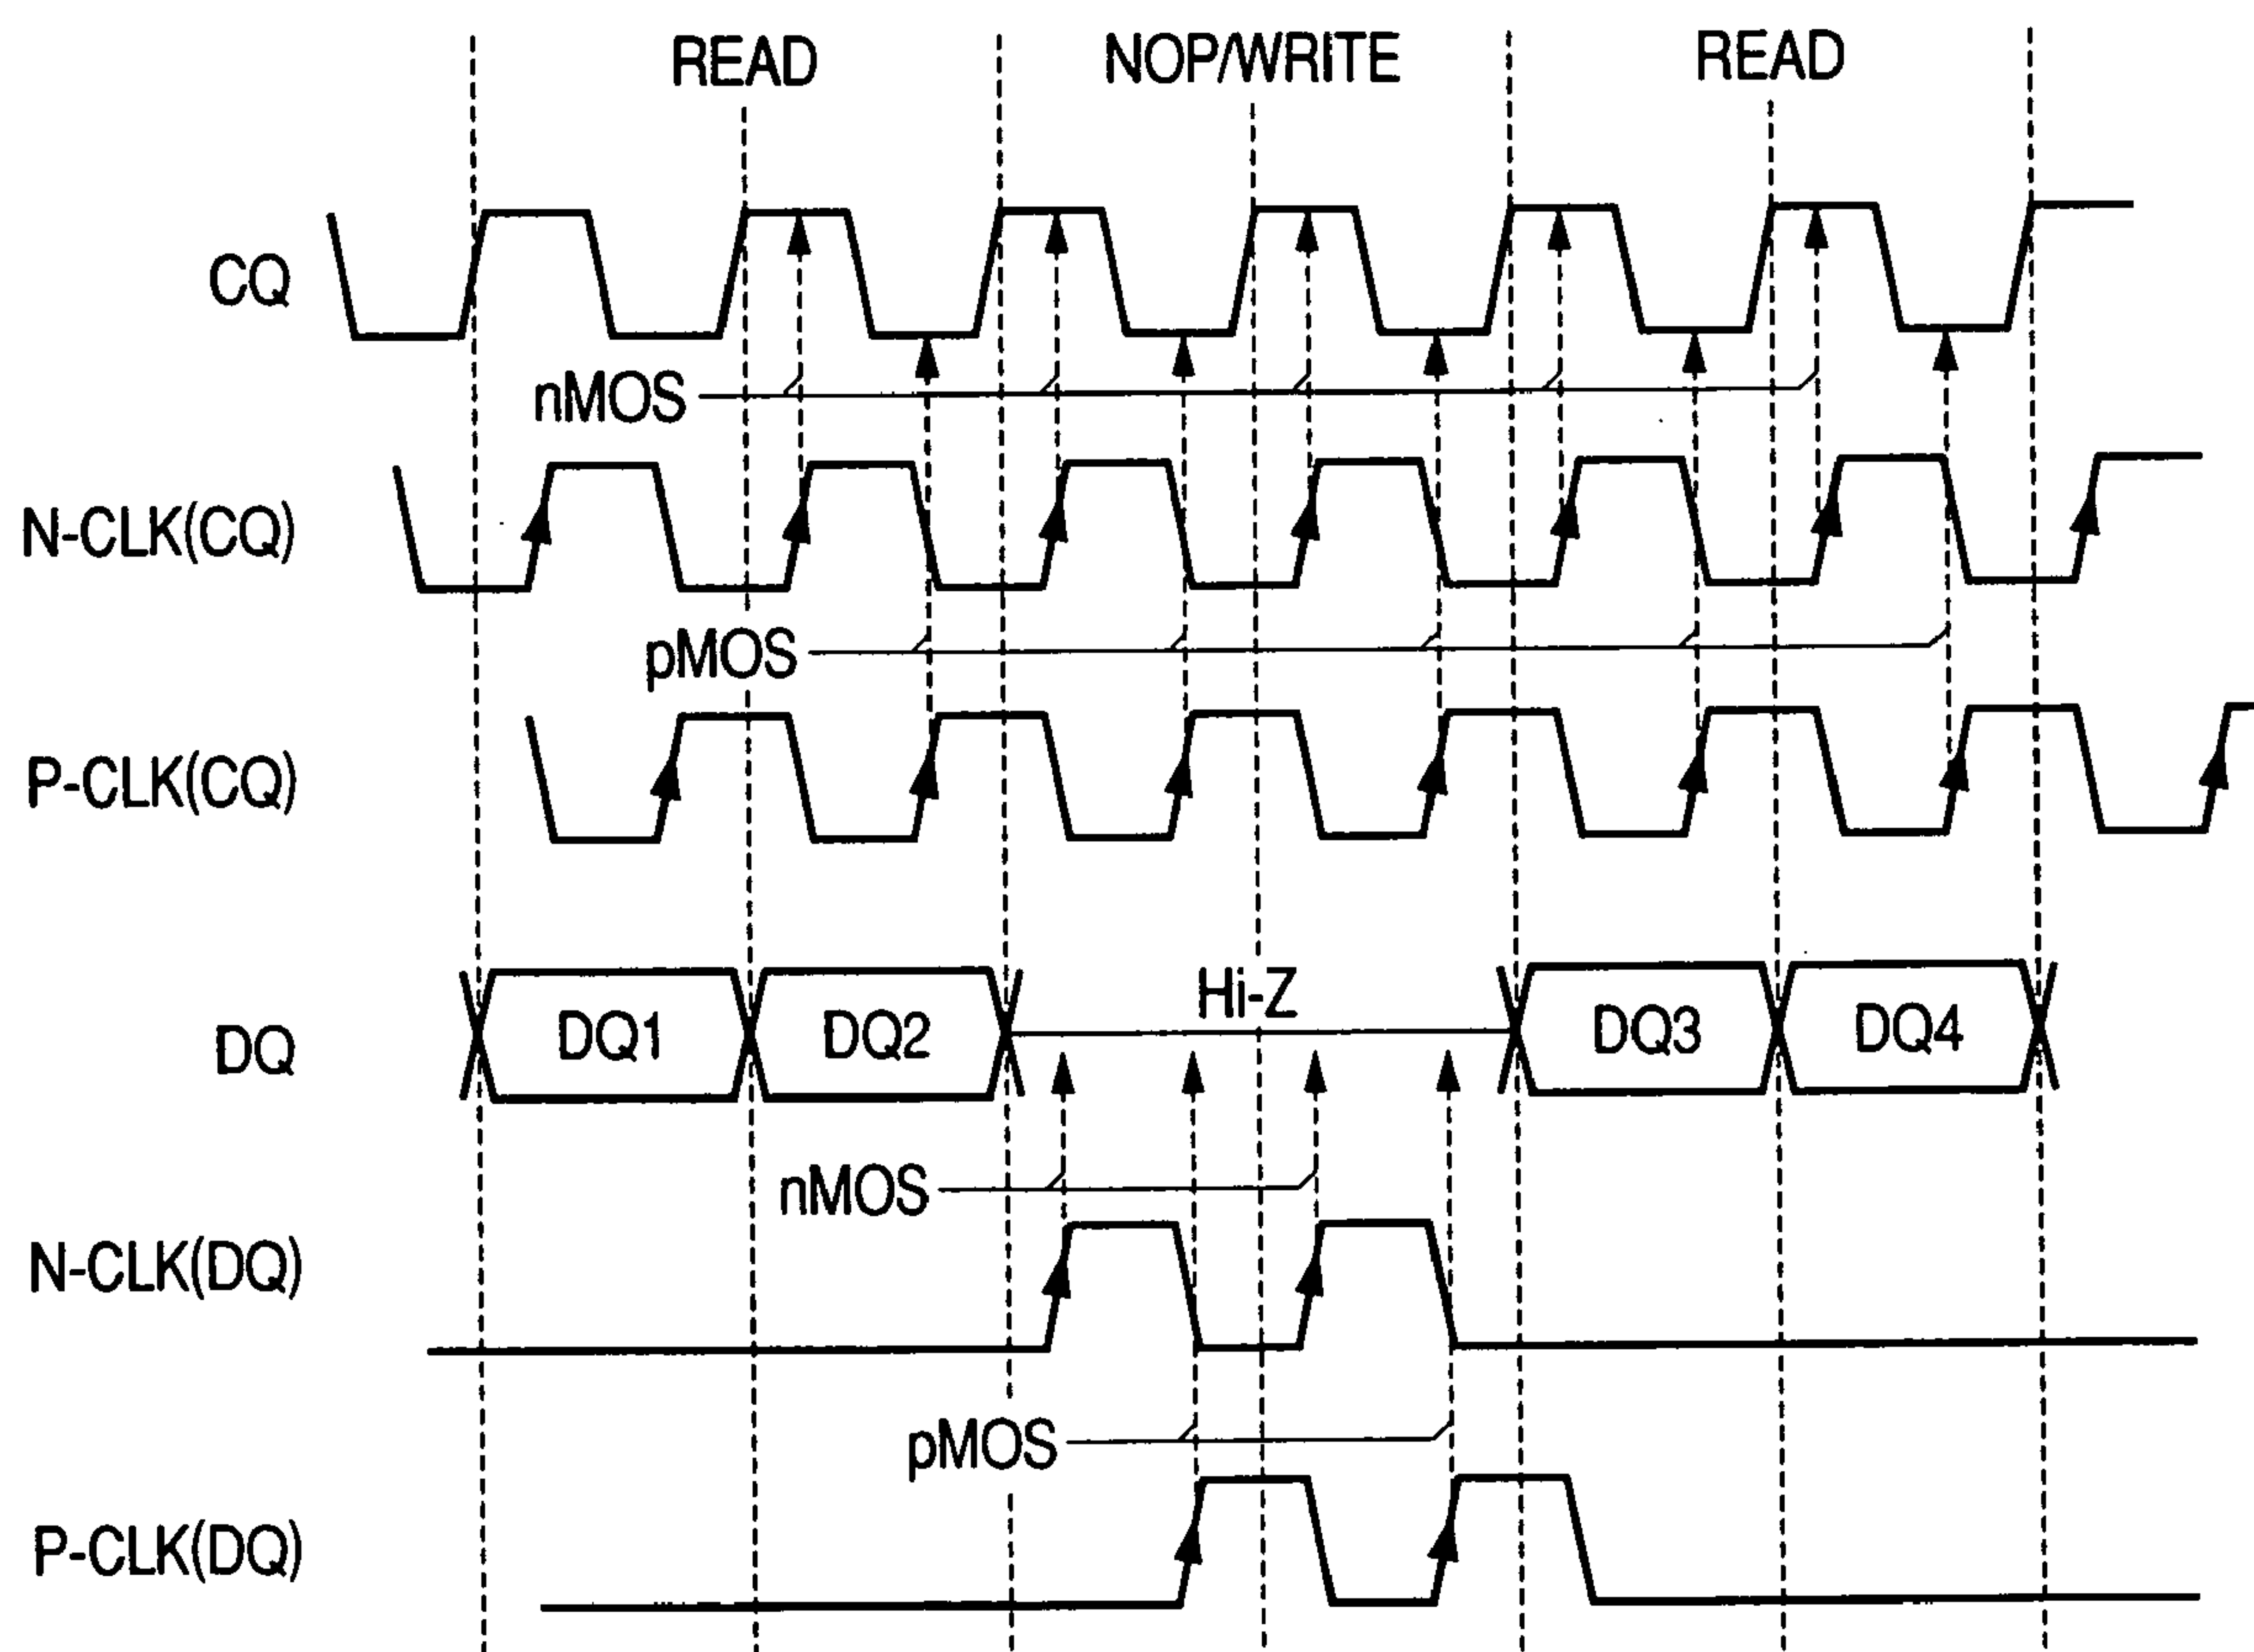 READ NOP/WRITE READ
CQ
nMOS
N-CLK(CQ)
pMOS
P-CLK(CQ)
Hi-Z
DQ DQ1 DQ2 DQ3 DQ4
nMOS
N-CLK(DQ)
pMOS
P-CLK(DQ)